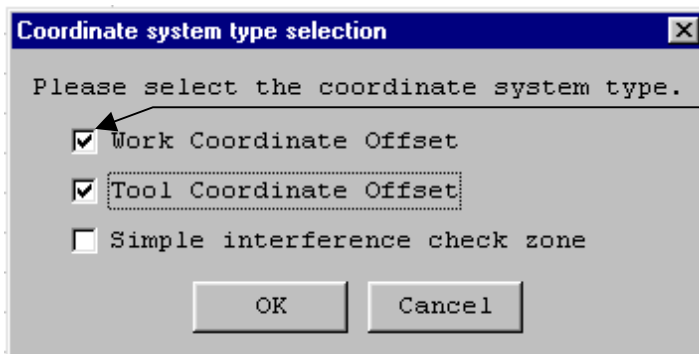 Coordinate system type selection
Please select the coordinate system type.
Work Coordinate Offset
Tool Coordinate Offset
Simple interference check zone
OK Cancel